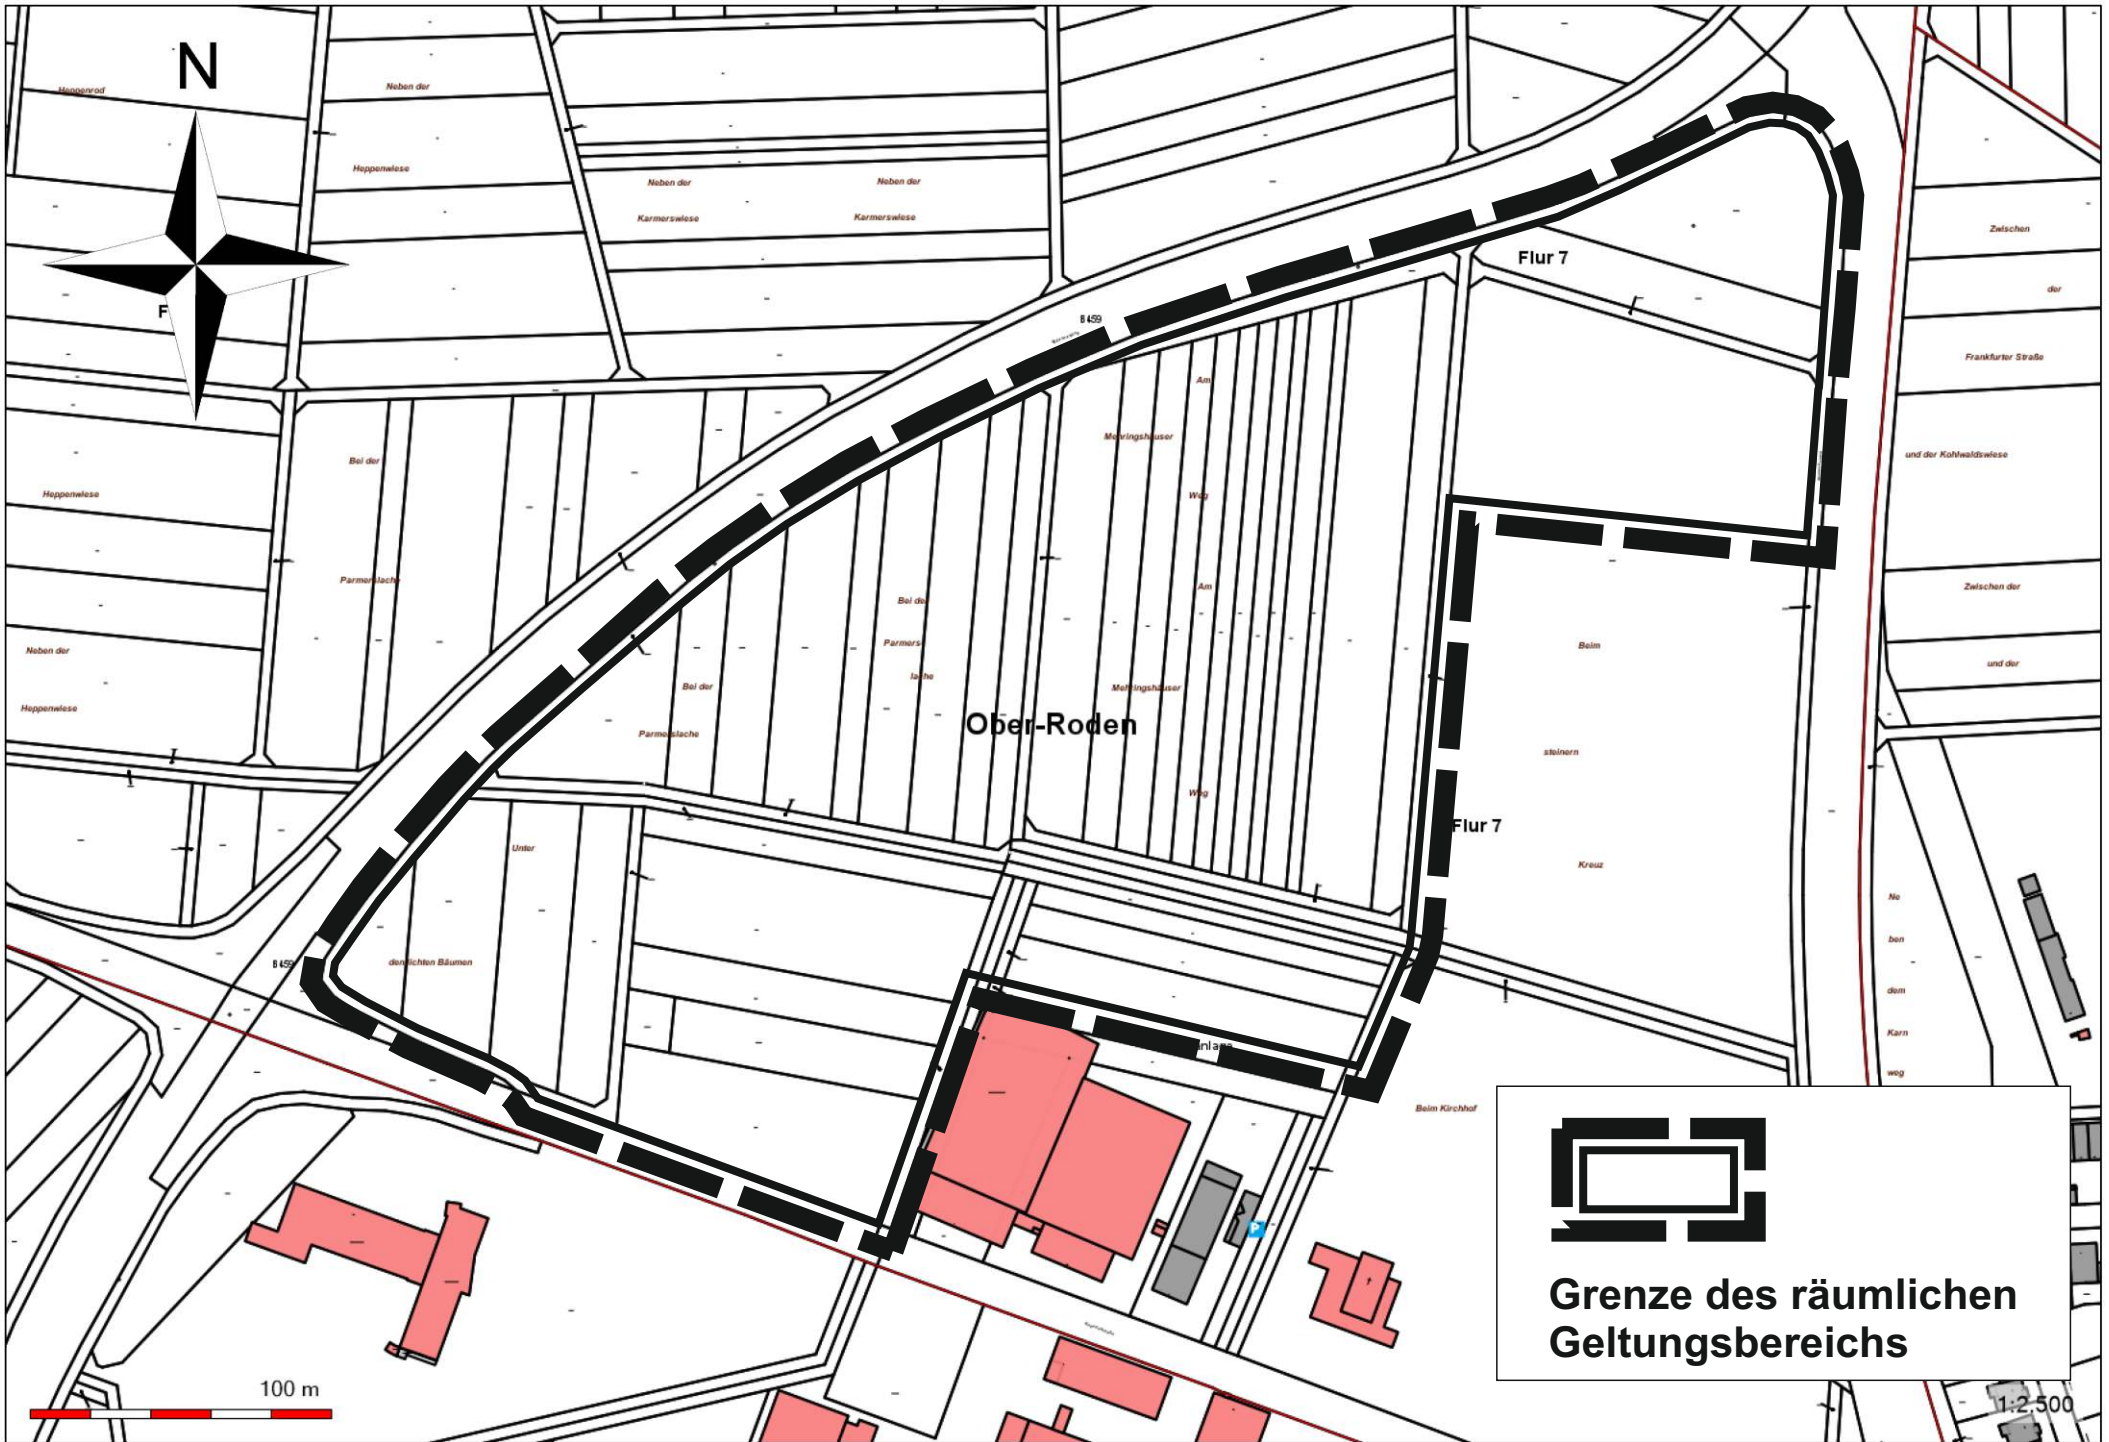 N
Heppenrod
Neben der
Heppenwiese
Neben der
Karmerswiese
Neben der
Karmerswiese
Zwischen
der
Frankfurter Straße
und der Kohlwaldswiese
Flur 7
F
B 459
Am
Mehringshäuser
Weg
Bei der
Parmerslache
Heppenwiese
Neben der
Heppenwiese
Bei der
Parmers-
lache
Am
Mehringshäuser
Weg
Bei der
Parmerslache
Ober-Roden
Beim
steinern
Kreuz
Flur 7
Zwischen der
und der
Unter
den lichten Bäumen
B 459
Ne
ben
dem
Karn
weg
Beim Kirchhof
P
Grenze des räumlichen
Geltungsbereichs
100 m
1:2.500